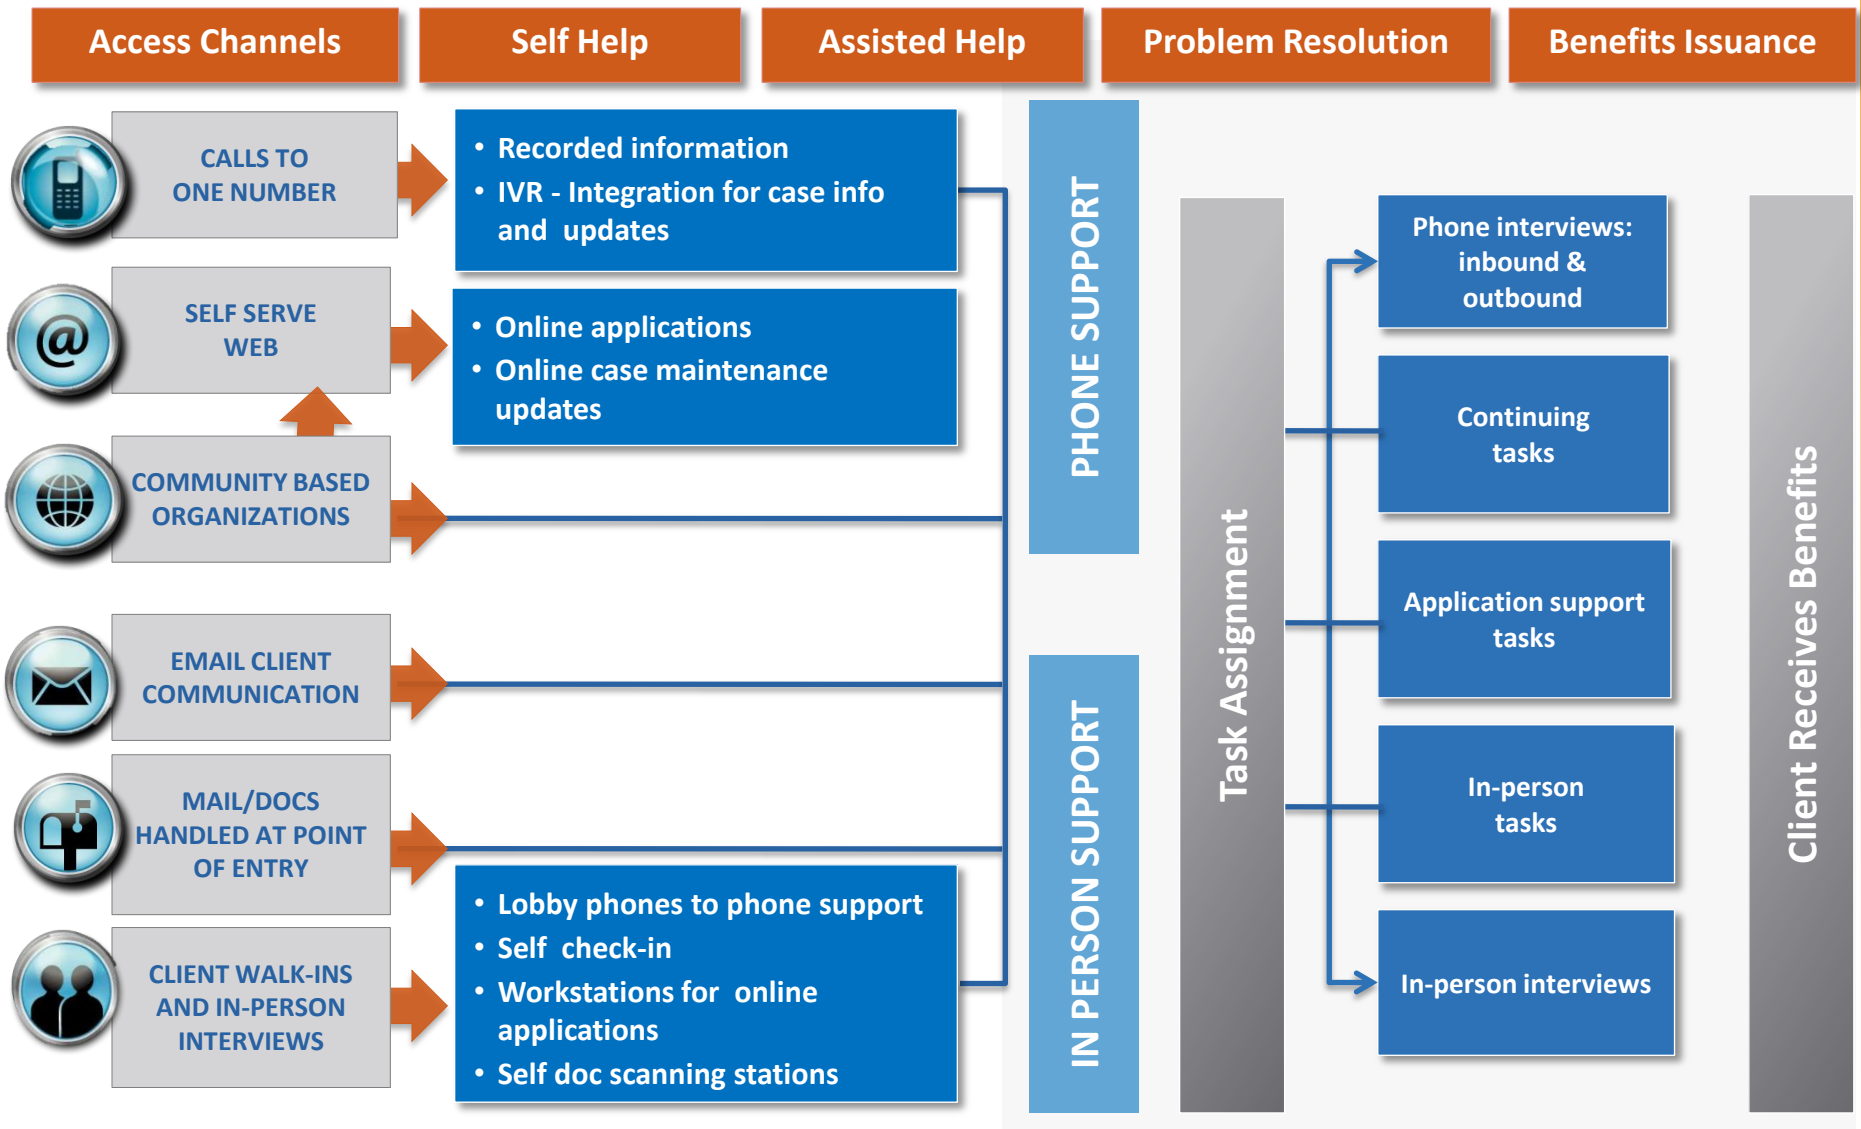 Access Channels
Self Help
Assisted Help
Problem Resolution
Benefits Issuance
CALLS TO
ONE NUMBER
• Recorded information
• IVR - Integration for case info
and updates
SELF SERVE
WEB
• Online applications
• Online case maintenance
updates
COMMUNITY BASED
ORGANIZATIONS
EMAIL CLIENT
COMMUNICATION
MAIL/DOCS
HANDLED AT POINT
OF ENTRY
CLIENT WALK-INS
AND IN-PERSON
INTERVIEWS
• Lobby phones to phone support
• Self check-in
• Workstations for online
applications
• Self doc scanning stations
PHONE SUPPORT
IN PERSON SUPPORT
Task Assignment
Phone interviews:
inbound &
outbound
Continuing
tasks
Application support
tasks
In-person
tasks
In-person interviews
Client Receives Benefits